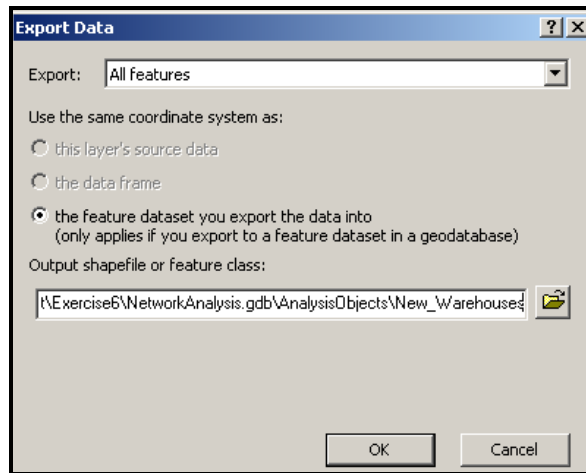 Export Data
Export: All features
Use the same coordinate system as:
this layer's source data
the data frame
the feature dataset you export the data into
(only applies if you export to a feature dataset in a geodatabase)
Output shapefile or feature class:
t\Exercise6\NetworkAnalysis.gdb\AnalysisObjects\New_Warehouses
OK Cancel